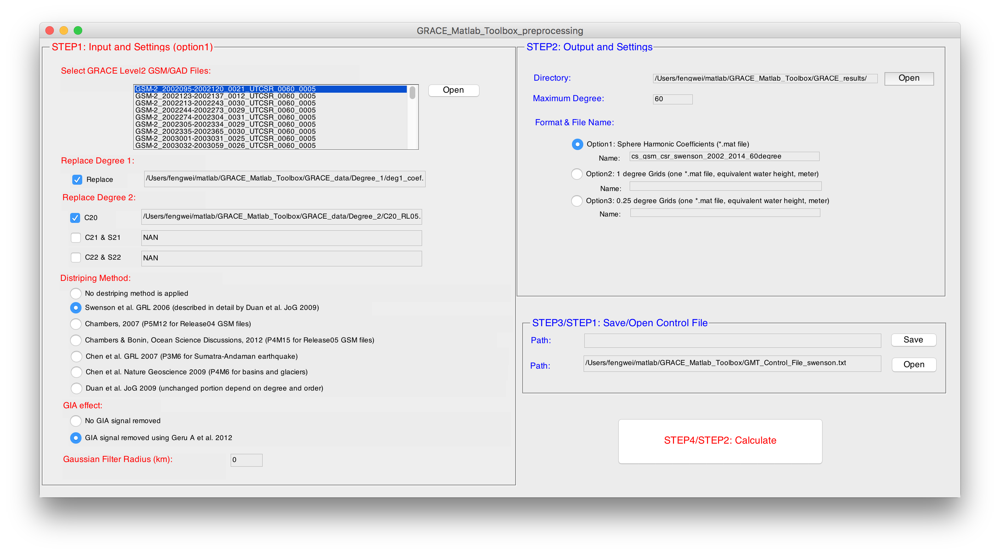 GRACE_Matlab_Toolbox_preprocessing
STEP1: Input and Settings (option1)
Select GRACE Level2 GSM/GAD Files:
GSM-2_2002095-2002120_0021_UTCSR_0060_0005
GSM-2_2002123-2002137_0012_UTCSR_0060_0005
GSM-2_2002213-2002243_0030_UTCSR_0060_0005
GSM-2_2002244-2002273_0029_UTCSR_0060_0005
GSM-2_2002274-2002304_0031_UTCSR_0060_0005
GSM-2_2002305-2002334_0029_UTCSR_0060_0005
GSM-2_2002335-2002365_0030_UTCSR_0060_0005
GSM-2_2003001-2003031_0025_UTCSR_0060_0005
GSM-2_2003032-2003059_0026_UTCSR_0060_0005
Open
Replace Degree 1:
Replace /Users/fengwei/matlab/GRACE_Matlab_Toolbox/GRACE_data/Degree_1/deg1_coef.
Replace Degree 2:
C20 /Users/fengwei/matlab/GRACE_Matlab_Toolbox/GRACE_data/Degree_2/C20_RL05.
C21 & S21 NAN
C22 & S22 NAN
Distriping Method:
No destriping method is applied
Swenson et al. GRL 2006 (described in detail by Duan et al. JoG 2009)
Chambers, 2007 (P5M12 for Release04 GSM files)
Chambers & Bonin, Ocean Science Discussions, 2012 (P4M15 for Release05 GSM files)
Chen et al. GRL 2007 (P3M6 for Sumatra-Andaman earthquake)
Chen et al. Nature Geoscience 2009 (P4M6 for basins and glaciers)
Duan et al. JoG 2009 (unchanged portion depend on degree and order)
GIA effect:
No GIA signal removed
GIA signal removed using Geru A et al. 2012
Gaussian Filter Radius (km): 0
STEP2: Output and Settings
Directory: /Users/fengwei/matlab/GRACE_Matlab_Toolbox/GRACE_results/ Open
Maximum Degree: 60
Format & File Name:
Option1: Sphere Harmonic Coefficients (*.mat file)
Name: cs_gsm_csr_swenson_2002_2014_60degree
Option2: 1 degree Grids (one *.mat file, equivalent water height, meter)
Name:
Option3: 0.25 degree Grids (one *.mat file, equivalent water height, meter)
Name:
STEP3/STEP1: Save/Open Control File
Path: Save
Path: /Users/fengwei/matlab/GRACE_Matlab_Toolbox/GMT_Control_File_swenson.txt Open
STEP4/STEP2: Calculate